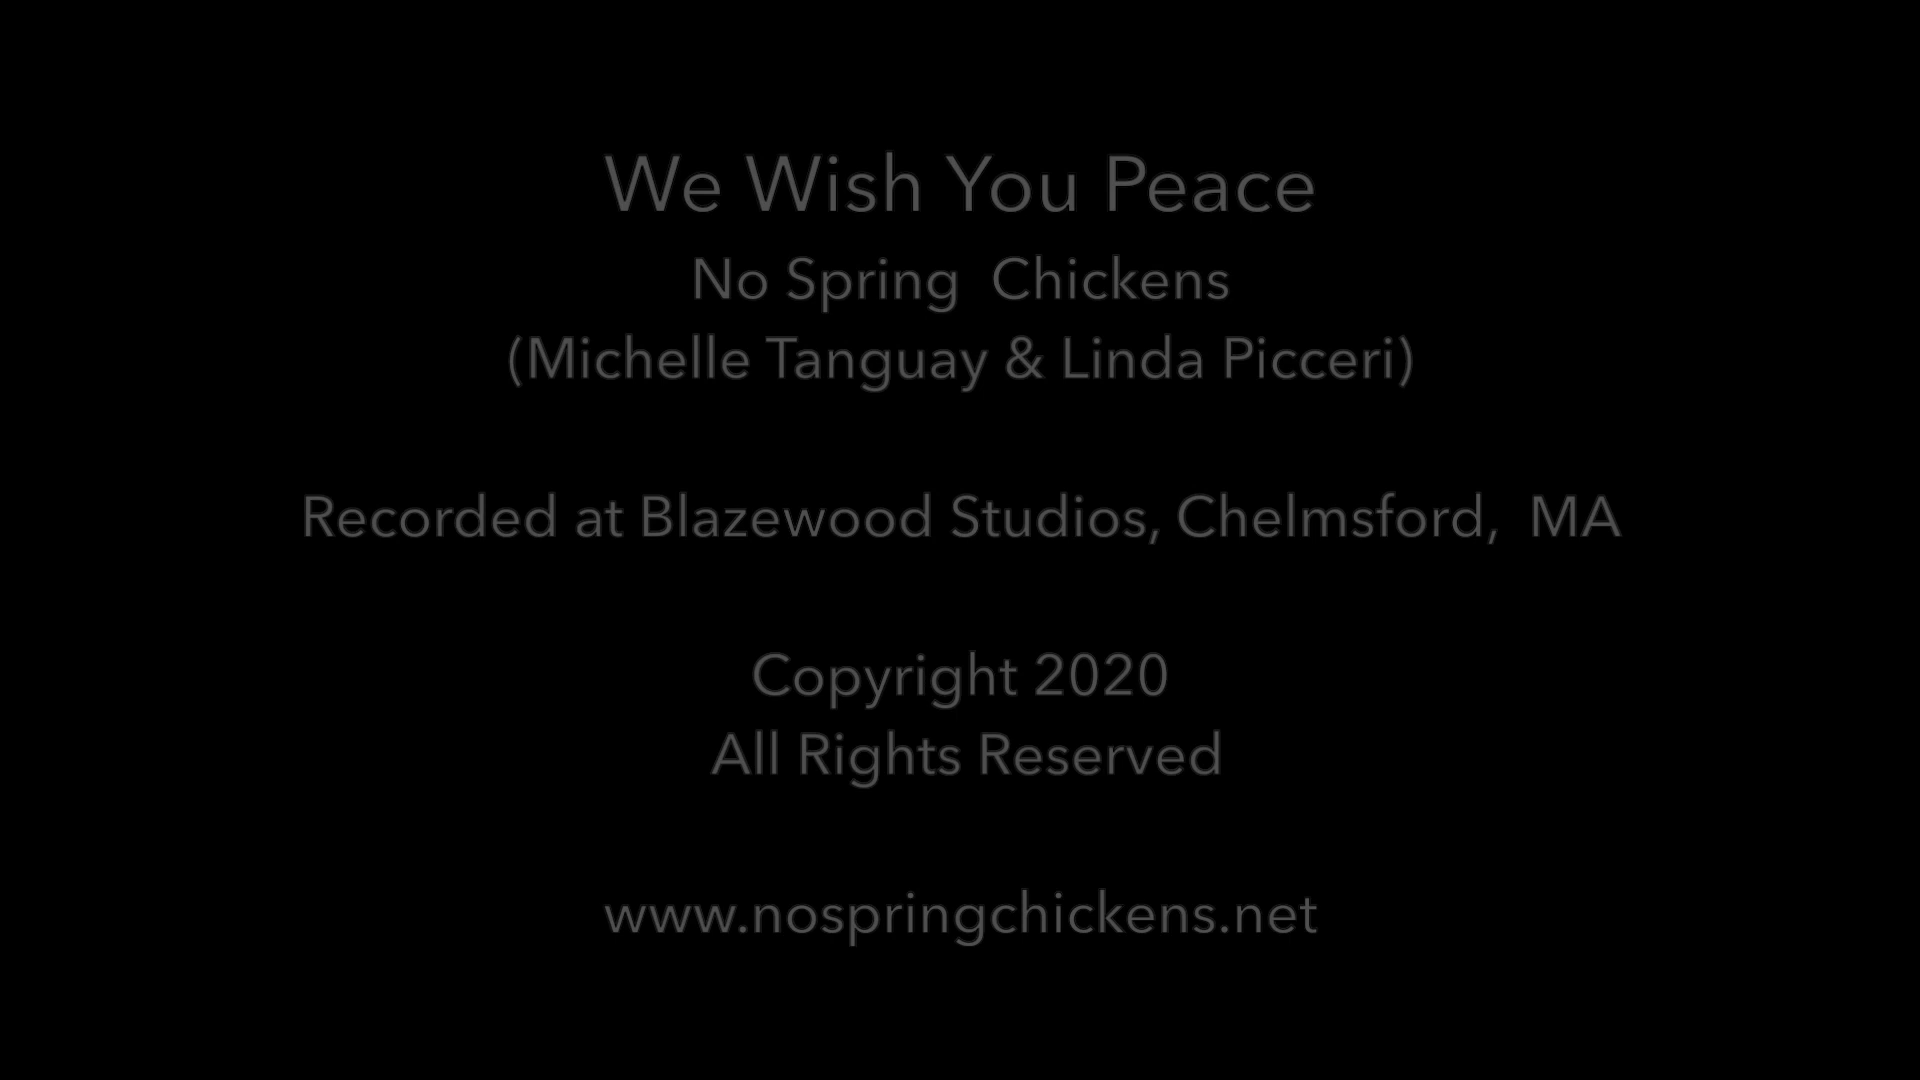 We Wish You Peace
No Spring  Chickens
(Michelle Tanguay & Linda Picceri)
Recorded at Blazewood Studios, Chelmsford,  MA
Copyright 2020
All Rights Reserved
www.nospringchickens.net